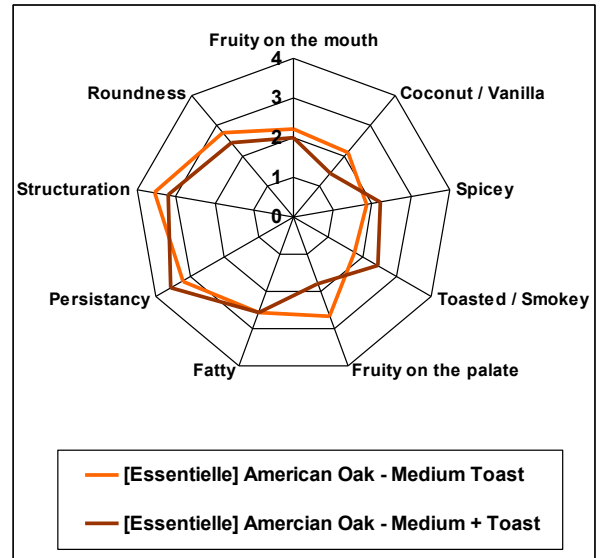 Fruity on the mouth
4
Roundness
Coconut / Vanilla
3
2
Structuration
Spicey
1
0
Persistancy
Toasted / Smokey
Fatty
Fruity on the palate
[Essentielle] American Oak - Medium Toast
[Essentielle] Amercian Oak - Medium + Toast